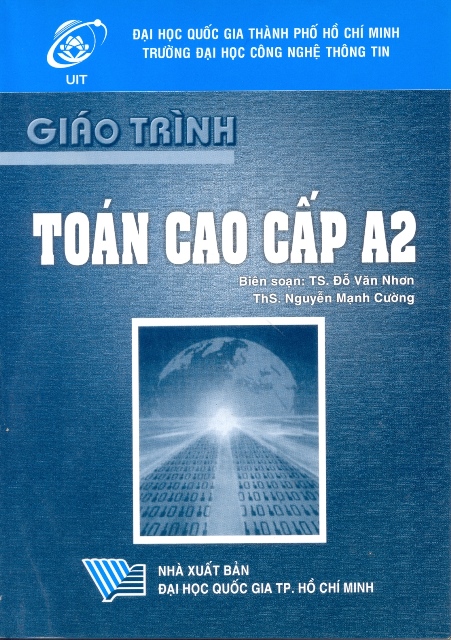 ĐẠI HỌC QUỐC GIA THÀNH PHỐ HỒ CHÍ MINH
TRƯỜNG ĐẠI HỌC CÔNG NGHỆ THÔNG TIN
UIT
GIÁO TRÌNH
TOÁN CAO CẤP A2
Biên soạn: TS. Đỗ Văn Nhơn
ThS. Nguyễn Mạnh Cường
NHÀ XUẤT BẢN
ĐẠI HỌC QUỐC GIA TP. HỒ CHÍ MINH